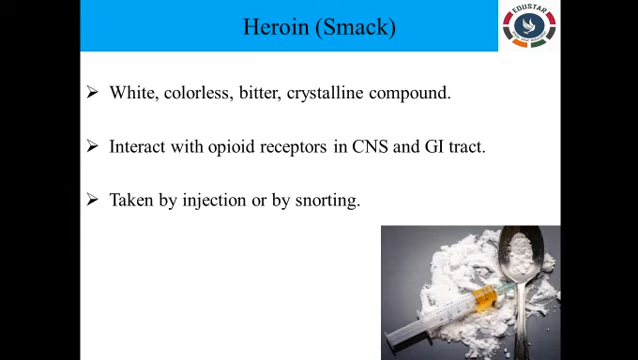 Heroin (Smack)
EDUSTAR
➤ White, colorless, bitter, crystalline compound.
➤ Interact with opioid receptors in CNS and GI tract.
➤ Taken by injection or by snorting.